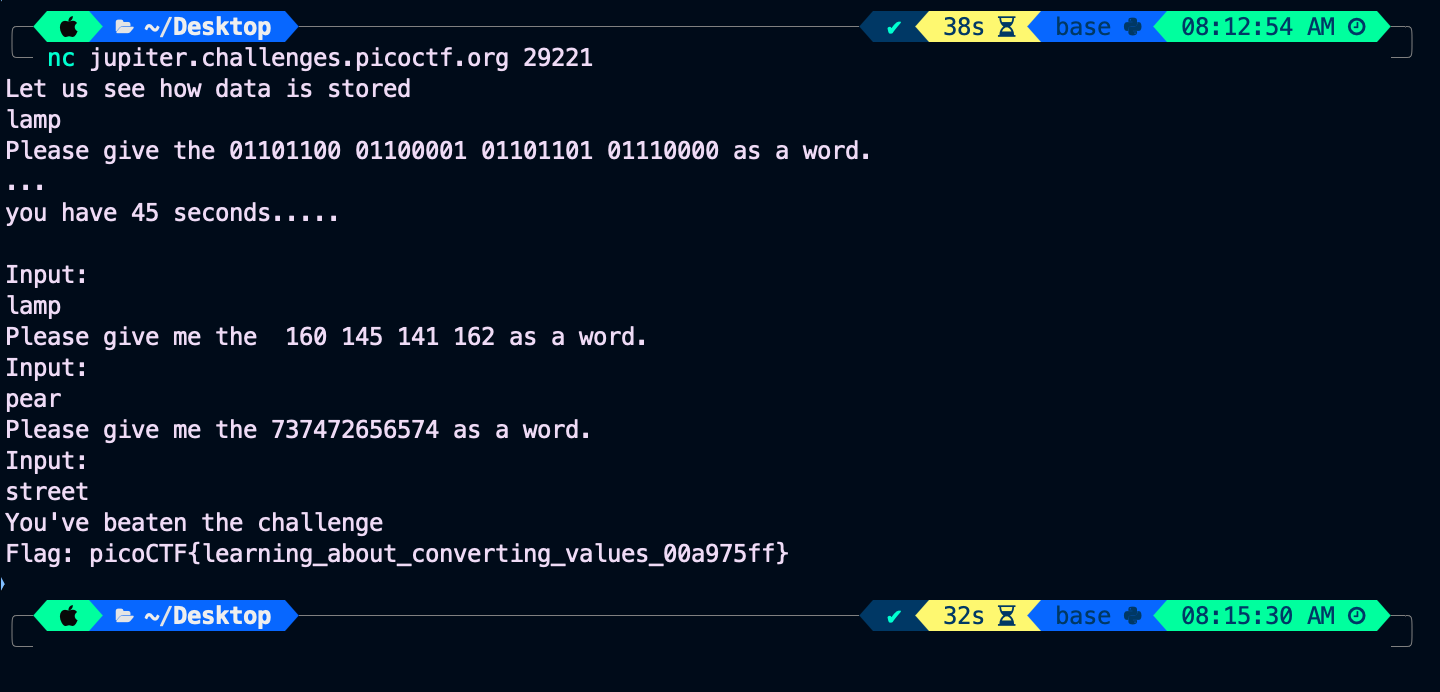 ~/Desktop ✔ 38s base 08:12:54 AM
nc jupiter.challenges.picoctf.org 29221
Let us see how data is stored
lamp
Please give the 01101100 01100001 01101101 01110000 as a word.
...
you have 45 seconds.....
Input:
lamp
Please give me the  160 145 141 162 as a word.
Input:
pear
Please give me the 737472656574 as a word.
Input:
street
You've beaten the challenge
Flag: picoCTF{learning_about_converting_values_00a975ff}
~/Desktop ✔ 32s base 08:15:30 AM